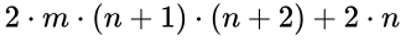 2 · m · (n + 1) · (n + 2) + 2 · n